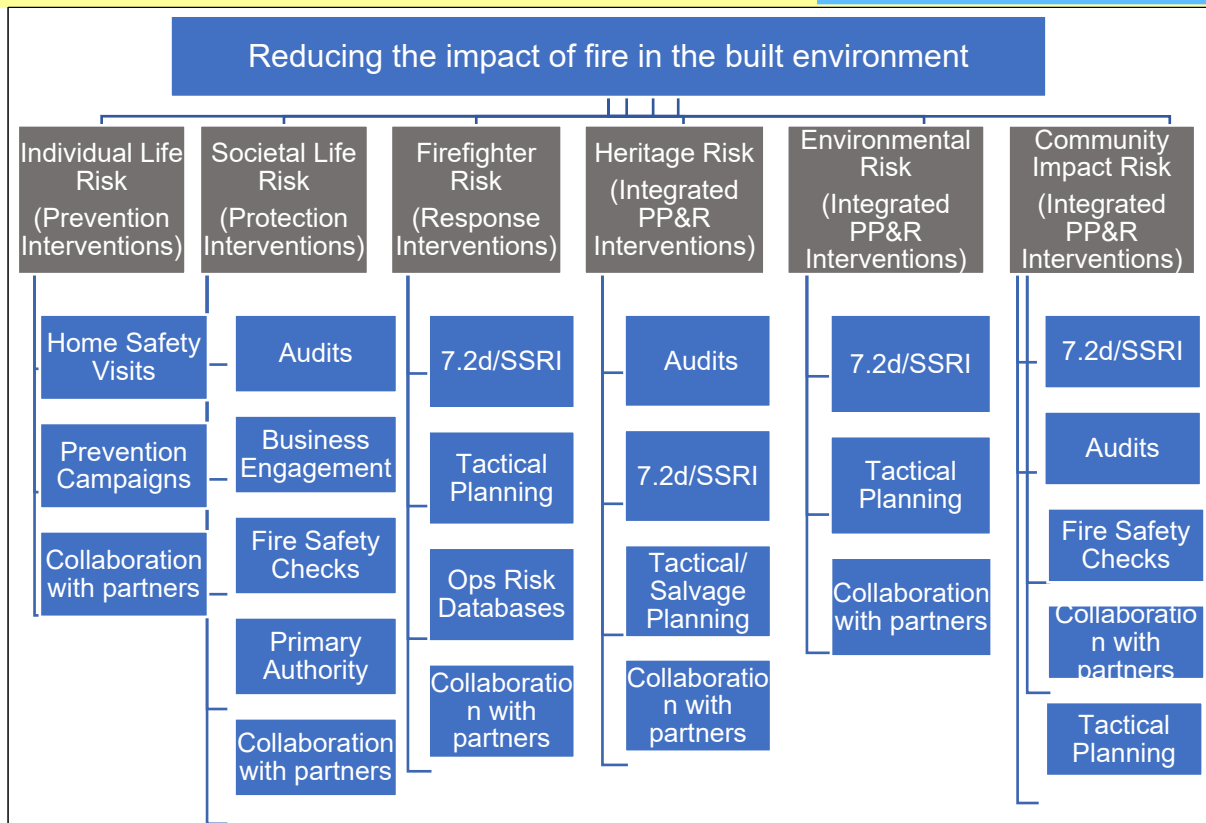 Reducing the impact of fire in the built environment
Individual Life
Risk
(Prevention
Interventions)
Societal Life
Risk
(Protection
Interventions)
Firefighter
Risk
(Response
Interventions)
Heritage Risk
(Integrated
PP&R
Interventions)
Environmental
Risk
(Integrated
PP&R
Interventions)
Community
Impact Risk
(Integrated
PP&R
Interventions)
Home Safety
Visits
Prevention
Campaigns
Collaboration
with partners
Audits
Business
Engagement
Fire Safety
Checks
Primary
Authority
Collaboration
with partners
7.2d/SSRI
Tactical
Planning
Ops Risk
Databases
Collaboratio
n with
partners
Audits
7.2d/SSRI
Tactical/
Salvage
Planning
Collaboratio
n with
partners
7.2d/SSRI
Tactical
Planning
Collaboration
with partners
7.2d/SSRI
Audits
Fire Safety
Checks
Collaboratio
n with
partners
Tactical
Planning